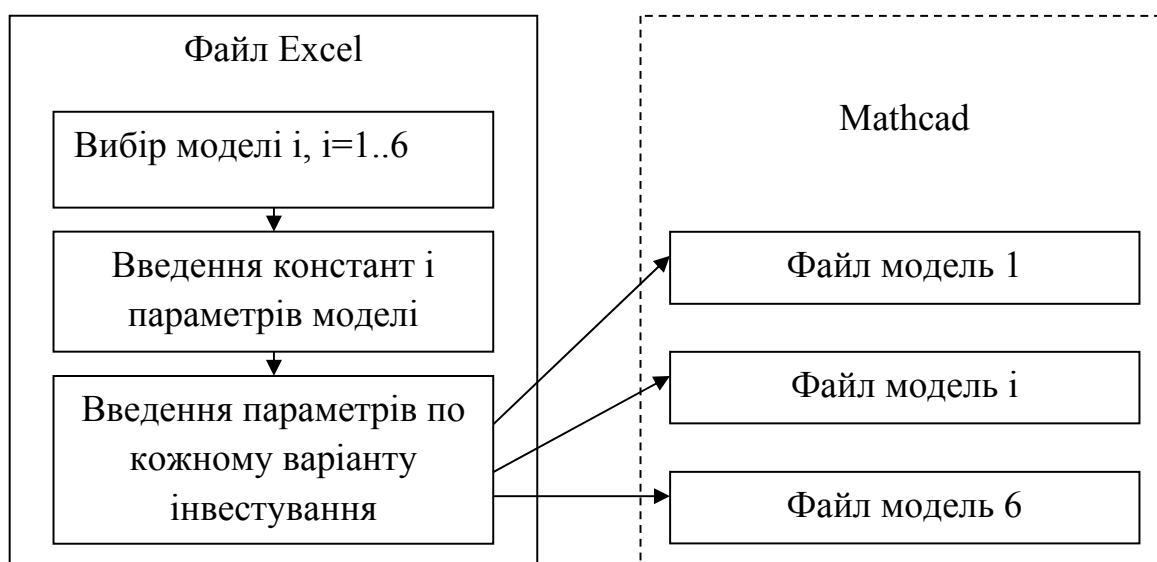 Файл Excel
Вибір моделі і, і=1..6
Введення констант і
параметрів моделі
Введення параметрів по
кожному варіанту
інвестування
Mathcad
Файл модель 1
Файл модель і
Файл модель 6